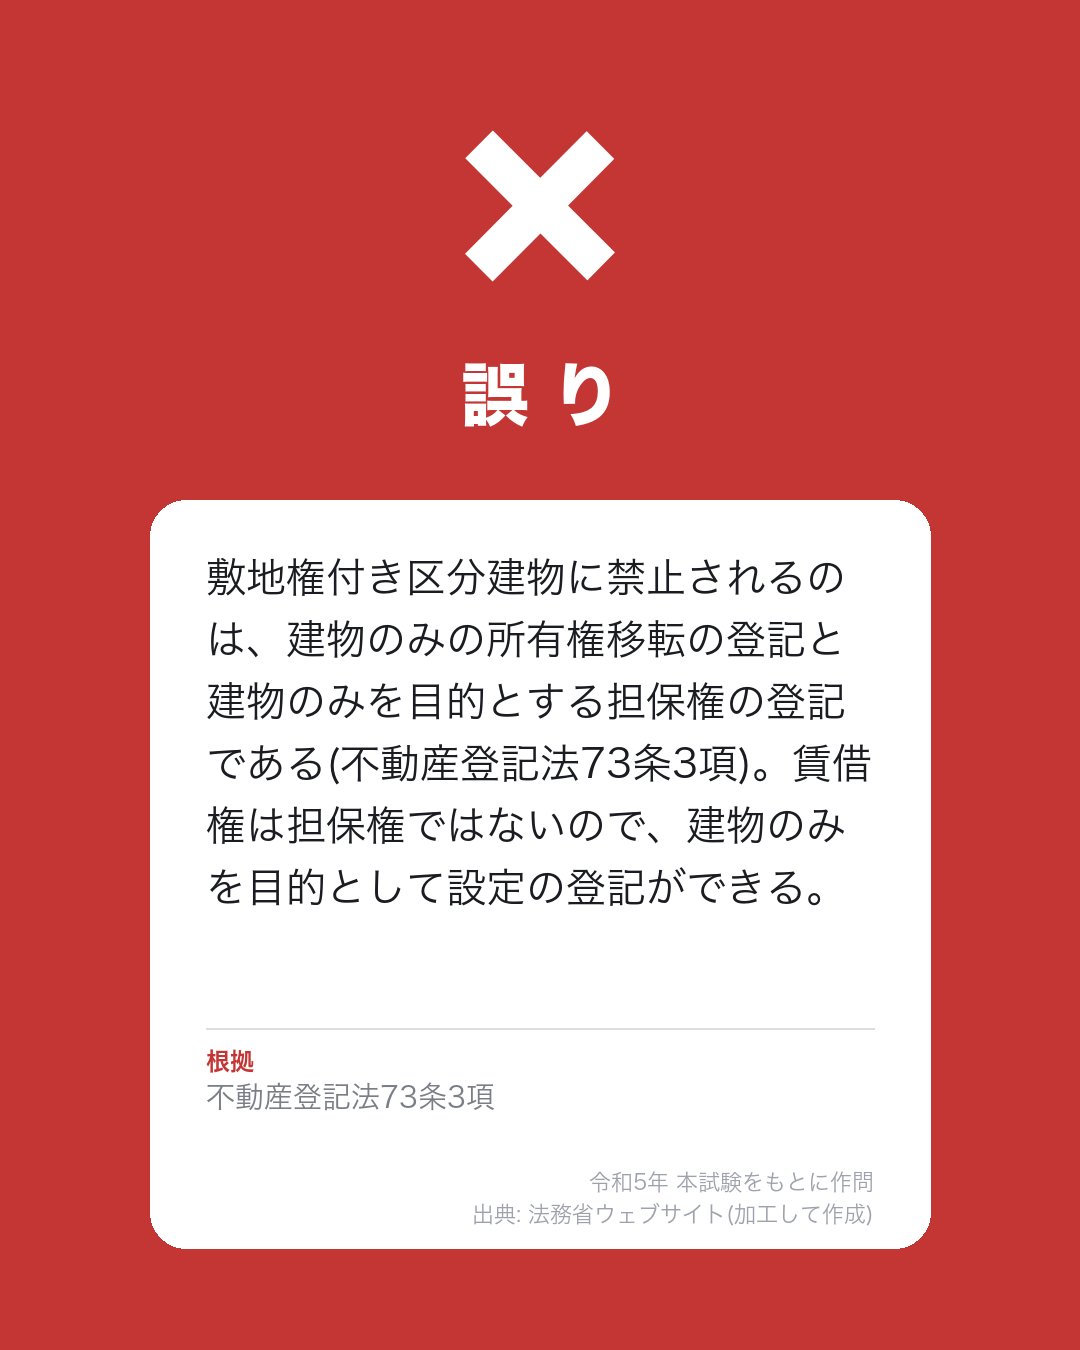 誤り
敷地権付き区分建物に禁止されるの
は、建物のみの所有権移転の登記と
建物のみを目的とする担保権の登記
である(不動産登記法73条3項)。賃借
権は担保権ではないので、建物のみ
を目的として設定の登記ができる。
根拠
不動産登記法73条3項
令和5年 本試験をもとに作問
出典: 法務省ウェブサイト(加工して作成)